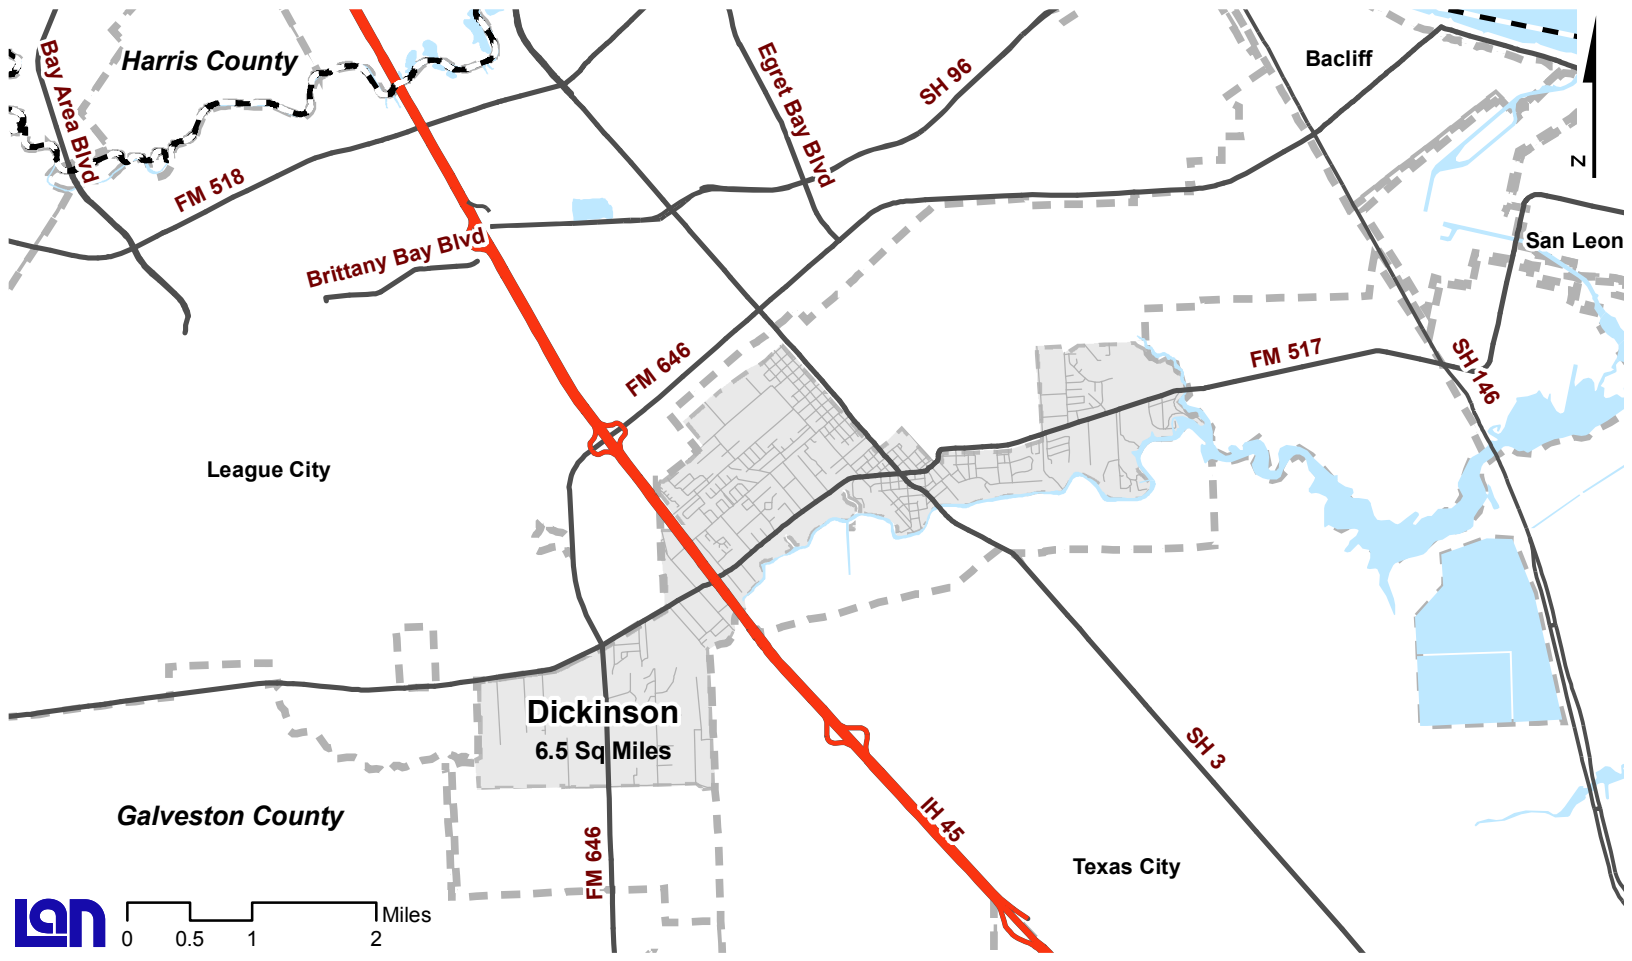 Harris County
Bay Area Blvd
FM 518
Egret Bay Blvd
SH 96
Bacliff
N
Brittany Bay Blvd
San Leon
FM 646
FM 517
SH 146
League City
Dickinson
6.5 Sq Miles
SH 3
Galveston County
IH 45
FM 646
Texas City
Lan
Miles
0 0.5 1 2